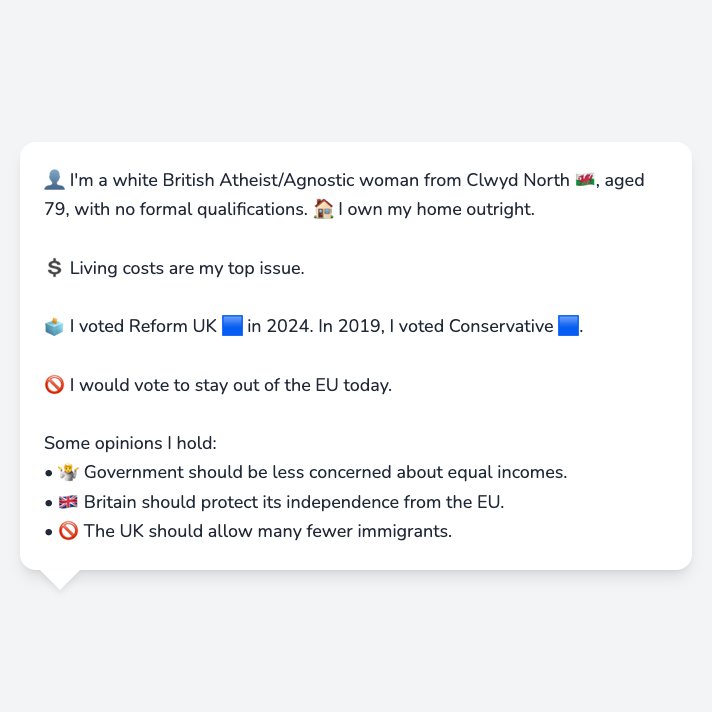 👤 I'm a white British Atheist/Agnostic woman from Clwyd North 🏴󠁧󠁢󠁷󠁬󠁳󠁿, aged
79, with no formal qualifications. 🏠 I own my home outright.
💲 Living costs are my top issue.
🗳️ I voted Reform UK 🟦 in 2024. In 2019, I voted Conservative 🟦.
🚫 I would vote to stay out of the EU today.
Some opinions I hold:
• 🤷 Government should be less concerned about equal incomes.
• 🇬🇧 Britain should protect its independence from the EU.
• 🚫 The UK should allow many fewer immigrants.